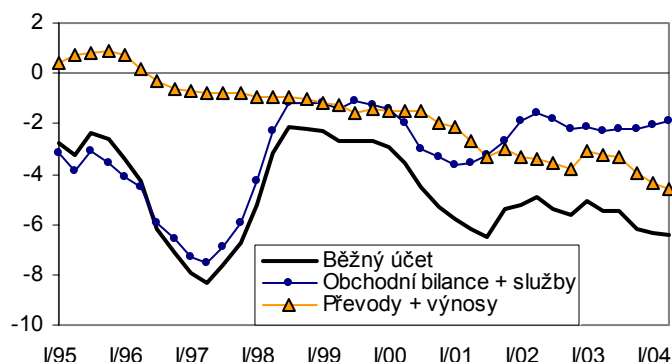 2
0
-2
-4
-6
-8
-10
Běžný účet
Obchodní bilance + služby
Převody + výnosy
I/95 I/96 I/97 I/98 I/99 I/00 I/01 I/02 I/03 I/04